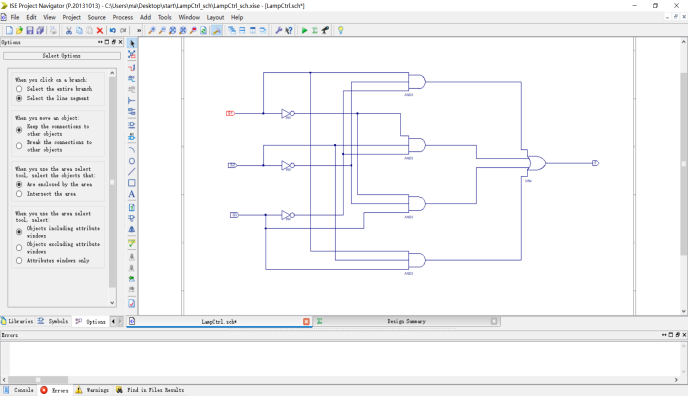 ISE Project Navigator (P.20131013) - C:\Users\ma\Desktop\start\LampCtrl_sch\LampCtrl_sch.xise - [LampCtrl.sch*]
File Edit View Project Source Process Add Tools Window Layout Help
Options
Select Options
When you click on a branch:
Select the entire branch
Select the line segment
When you move an object:
Keep the connections to
other objects
Break the connections to
other objects
When you use the area select
tool, select the objects that:
Are enclosed by the area
Intersect the area
When you use the area select
tool, select:
Objects including attribute
windows
Objects excluding attribute
windows
Attributes windows only
AND3
AND3
AND3
AND3
Libraries Symbols Options
LampCtrl.sch*
Design Summary
Errors
Console Errors Warnings Find in Files Results